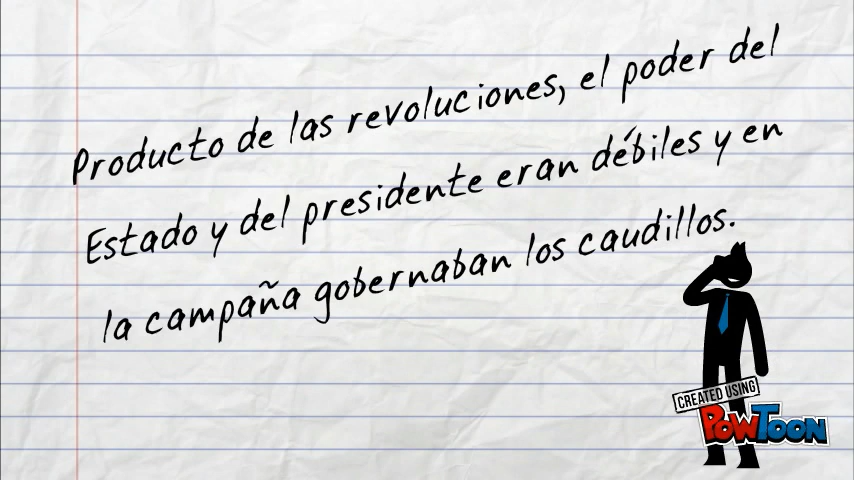 Producto de las revoluciones, el poder del
Estado y del presidente eran débiles y en
la campaña gobernaban los caudillos.
CREATED USING
POWTOON